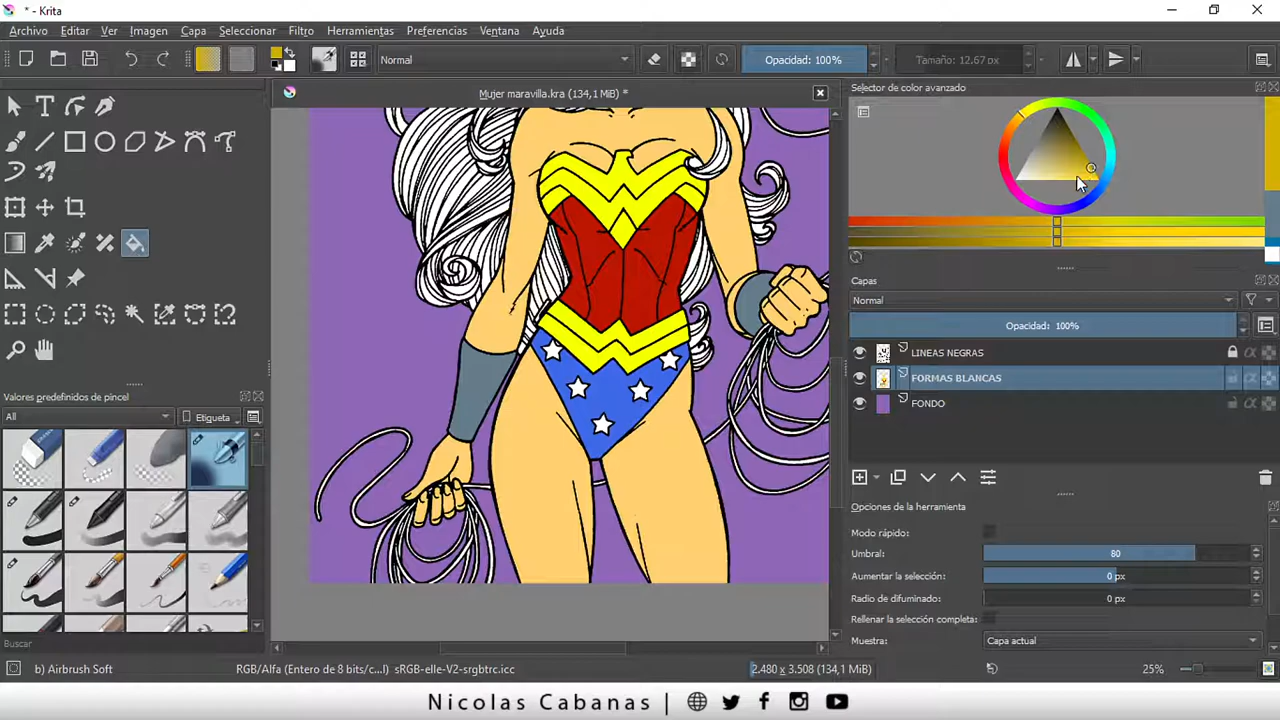 * - Krita
Archivo Editar Ver Imagen Capa Seleccionar Filtro Herramientas Preferencias Ventana Ayuda
Normal
Opacidad: 100%
Tamaño: 12.67 px
Mujer maravilla.kra (134,1 MiB) *
Selector de color avanzado
Capas
Normal
Opacidad: 100%
LINEAS NEGRAS
FORMAS BLANCAS
FONDO
Valores predefinidos de pincel
All
Etiqueta
Buscar
Opciones de la herramienta
Modo rápido:
Umbral: 80
Aumentar la selección: 0 px
Radio de difuminado: 0 px
Rellenar la selección completa:
Muestra: Capa actual
b) Airbrush Soft
RGB/Alfa (Entero de 8 bits/c...l) sRGB-elle-V2-srgbtrc.icc
2.480 x 3.508 (134,1 MiB)
25%
Nicolas Cabanas |